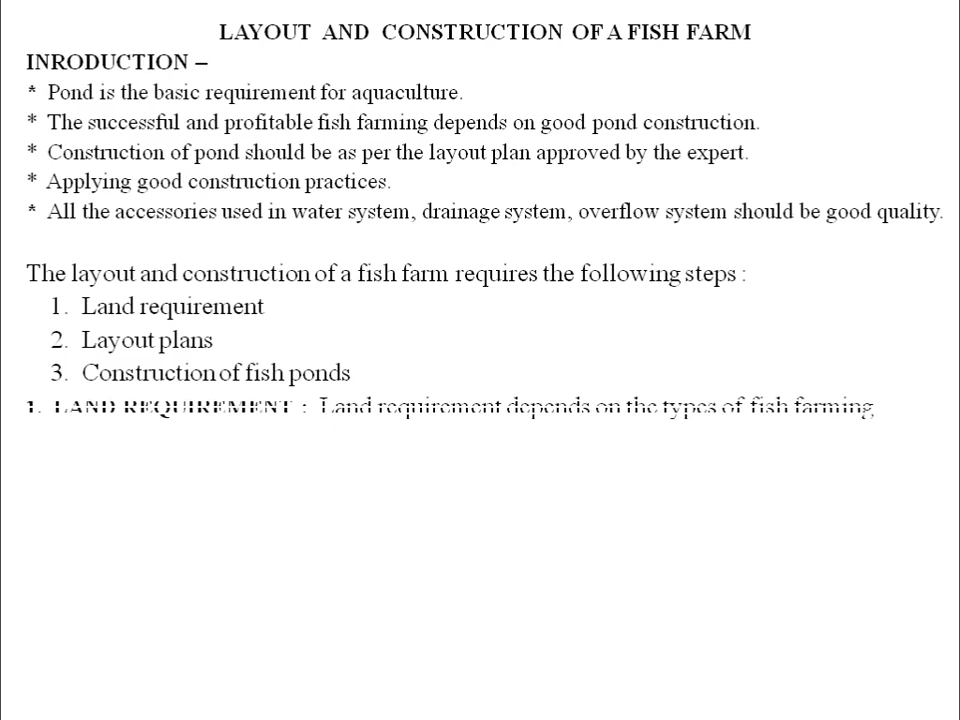 LAYOUT AND CONSTRUCTION OF A FISH FARM
INRODUCTION –
* Pond is the basic requirement for aquaculture.
* The successful and profitable fish farming depends on good pond construction.
* Construction of pond should be as per the layout plan approved by the expert.
* Applying good construction practices.
* All the accessories used in water system, drainage system, overflow system should be good quality.
The layout and construction of a fish farm requires the following steps :
1. Land requirement
2. Layout plans
3. Construction of fish ponds
1. LAND REQUIREMENT : Land requirement depends on the types of fish farming